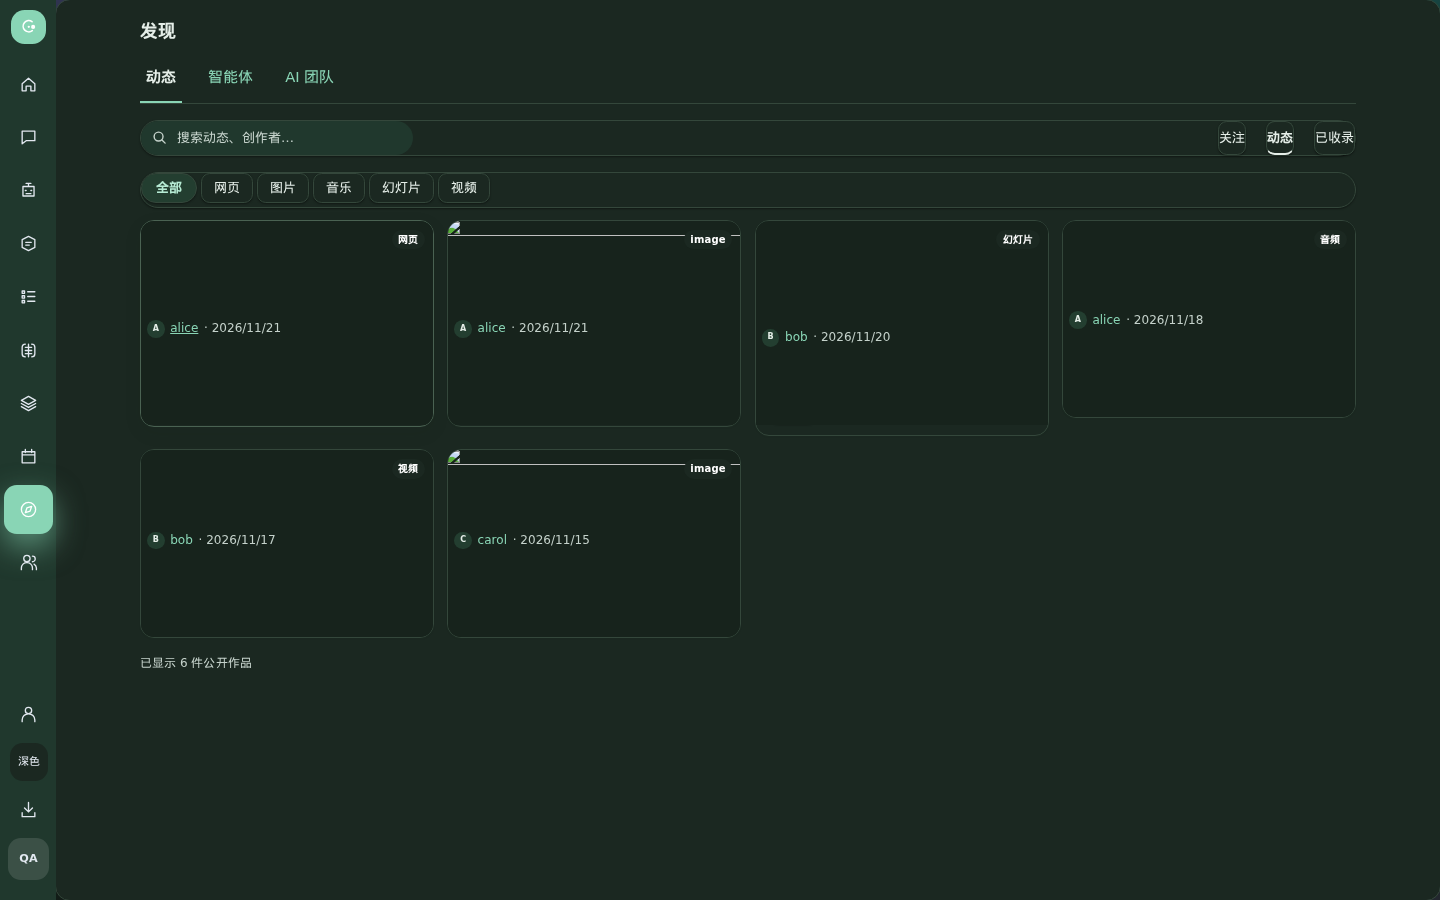 发现
动态 智能体 AI 团队
搜索动态、创作者...
关注 动态 已收录
全部 网页 图片 音乐 幻灯片 视频
网页
A alice · 2026/11/21
image
A alice · 2026/11/21
幻灯片
B bob · 2026/11/20
音频
A alice · 2026/11/18
视频
B bob · 2026/11/17
image
C carol · 2026/11/15
已显示 6 件公开作品
深色
QA